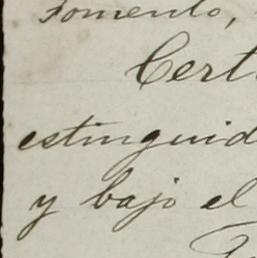 Fomento,
Cert
estinguid
y bajo el